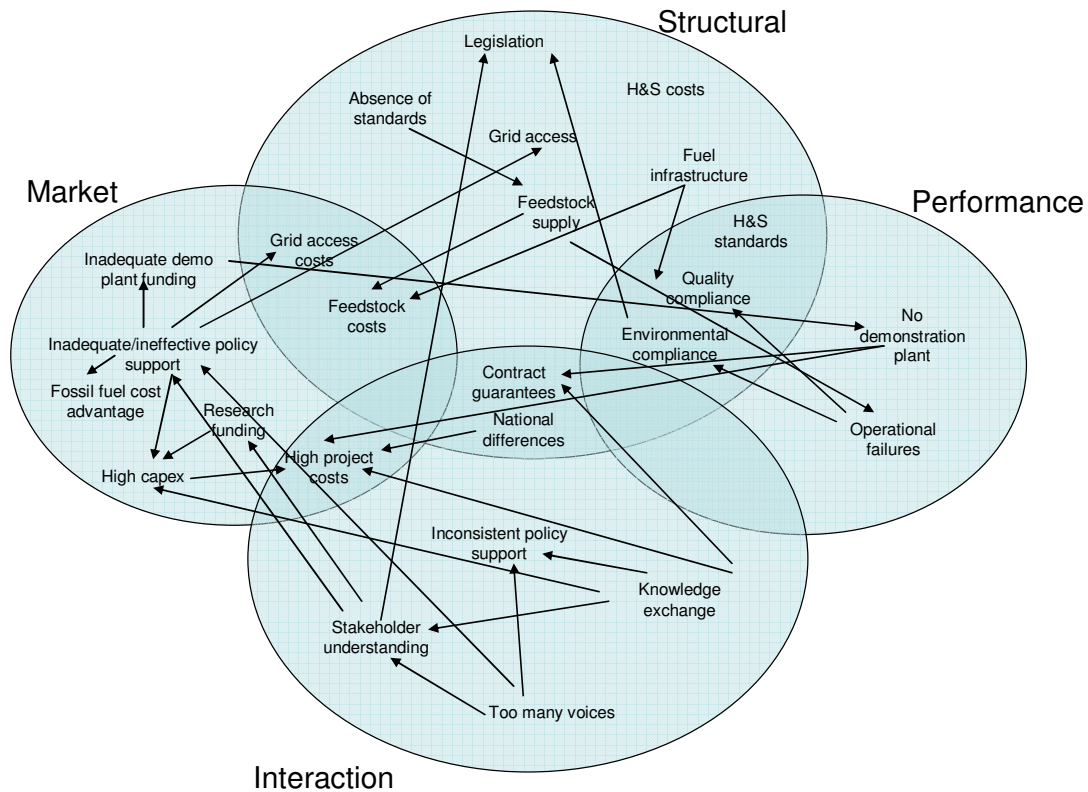 Structural
Legislation
H&S costs
Absence of
standards
Grid access
Fuel
infrastructure
Market
Performance
Feedstock
supply
H&S
standards
Grid access
costs
Inadequate demo
plant funding
Quality
compliance
Feedstock
costs
No
demonstration
plant
Environmental
compliance
Inadequate/ineffective policy
support
Contract
guarantees
Fossil fuel cost
advantage
Research
funding
National
differences
Operational
failures
High project
costs
High capex
Inconsistent policy
support
Knowledge
exchange
Stakeholder
understanding
Too many voices
Interaction